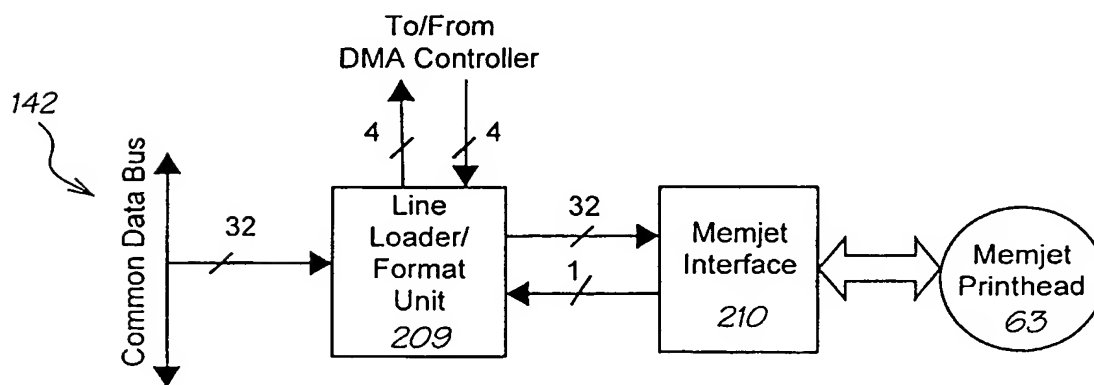 To/From
DMA Controller
142
4
4
Common Data Bus
32
Line
Loader/
Format
Unit
209
32
1
Memjet
Interface
210
Memjet
Printhead
63